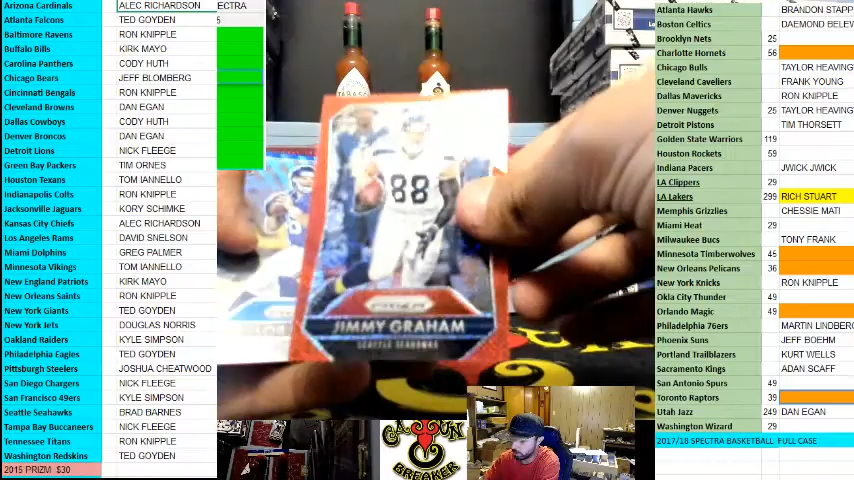 Arizona Cardinals ALEC RICHARDSON ECTRA
Atlanta Falcons TED GOYDEN
Baltimore Ravens RON KNIPPLE
Buffalo Bills KIRK MAYO
Carolina Panthers CODY HUTH
Chicago Bears JEFF BLOMBERG
Cincinnati Bengals RON KNIPPLE
Cleveland Browns DAN EGAN
Dallas Cowboys CODY HUTH
Denver Broncos DAN EGAN
Detroit Lions NICK FLEEGE
Green Bay Packers TIM ORNES
Houston Texans TOM IANNELLO
Indianapolis Colts RON KNIPPLE
Jacksonville Jaguars KORY SCHIMKE
Kansas City Chiefs ALEC RICHARDSON
Los Angeles Rams DAVID SNELSON
Miami Dolphins GREG PALMER
Minnesota Vikings TOM IANNELLO
New England Patriots KIRK MAYO
New Orleans Saints RON KNIPPLE
New York Giants TED GOYDEN
New York Jets DOUGLAS NORRIS
Oakland Raiders KYLE SIMPSON
Philadelphia Eagles TED GOYDEN
Pittsburgh Steelers JOSHUA CHEATWOOD
San Diego Chargers NICK FLEEGE
San Francisco 49ers KYLE SIMPSON
Seattle Seahawks BRAD BARNES
Tampa Bay Buccaneers NICK FLEEGE
Tennessee Titans RON KNIPPLE
Washington Redskins TED GOYDEN
2015 PRIZM $30
TABASCO
88
PRIZM
JIMMY GRAHAM
SEATTLE SEAHAWKS
CAJUN
BREAKER
Atlanta Hawks BRANDON STAPP
Boston Celtics DAEMOND BELEW
Brooklyn Nets 25
Charlotte Hornets 56
Chicago Bulls TAYLOR HEAVING
Cleveland Caveliers FRANK YOUNG
Dallas Mavericks RON KNIPPLE
Denver Nuggets 25 TAYLOR HEAVING
Detroit Pistons TIM THORSETT
Golden State Warriors 119
Houston Rockets 59
Indiana Pacers JWICK JWICK
LA Clippers 29
LA Lakers 299 RICH STUART
Memphis Grizzlies CHESSIE MATI
Miami Heat 29
Milwaukee Bucs TONY FRANK
Minnesota Timberwolves 45
New Orleans Pelicans 36
New York Knicks RON KNIPPLE
Okla City Thunder 49
Orlando Magic 49
Philadelphia 76ers MARTIN LINDBERG
Phoenix Suns JEFF BOEHM
Portland Trailblazers KURT WELLS
Sacramento Kings ADAN SCAFF
San Antonio Spurs 49
Toronto Raptors 39
Utah Jazz 249 DAN EGAN
Washington Wizard 29
2017/18 SPECTRA BASKETBALL FULL CASE